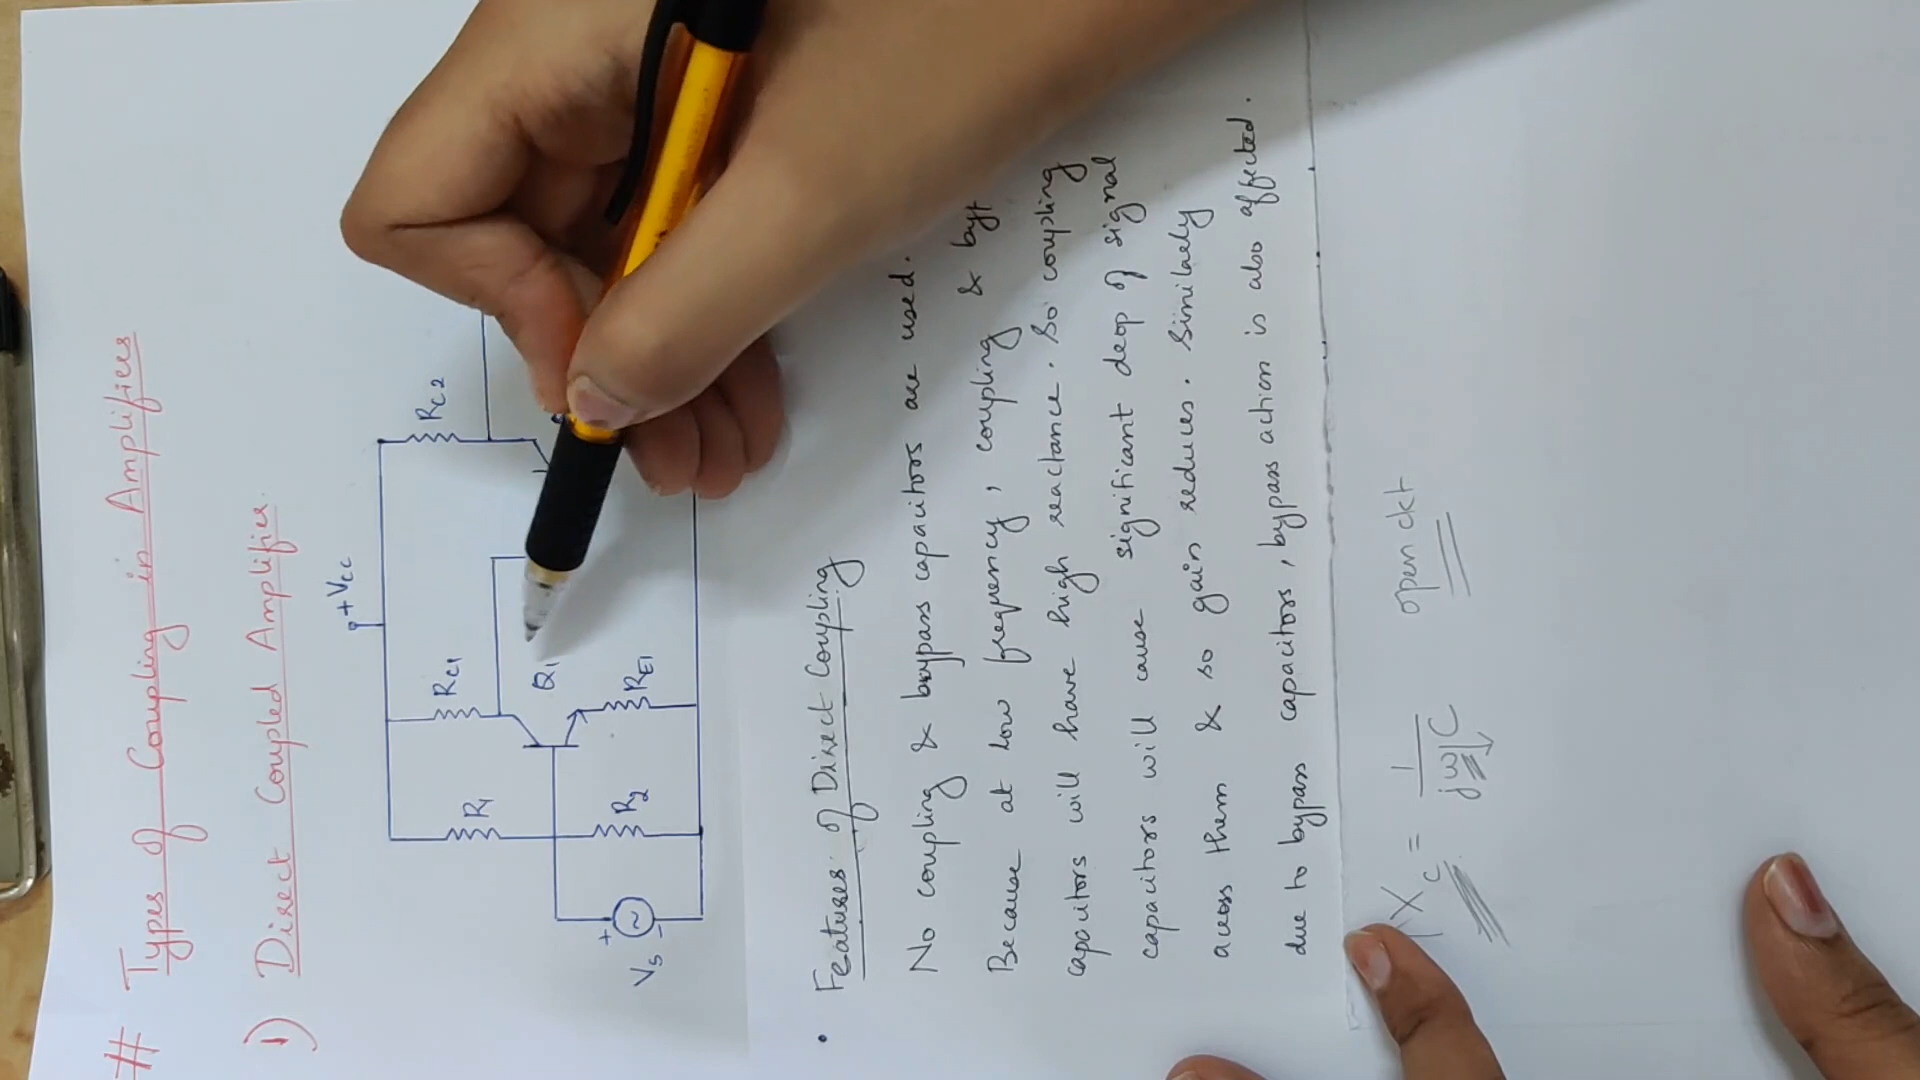 # Types of Coupling in Amplifiers
1) Direct Coupled Amplifier.
+Vcc
R1
RC1
RC2
Q1
R2
RE1
Vs
+
~
-
• Features of Direct Coupling
No coupling & bypass capacitors are used.
Because at low frequency, coupling &
capacitors will have high reactance. So coupling
capacitors will cause significant drop of signal
across them & so gain reduces. Similarly
due to bypass capacitors, bypass action is also affected.
Xc = 1/jωC open ckt